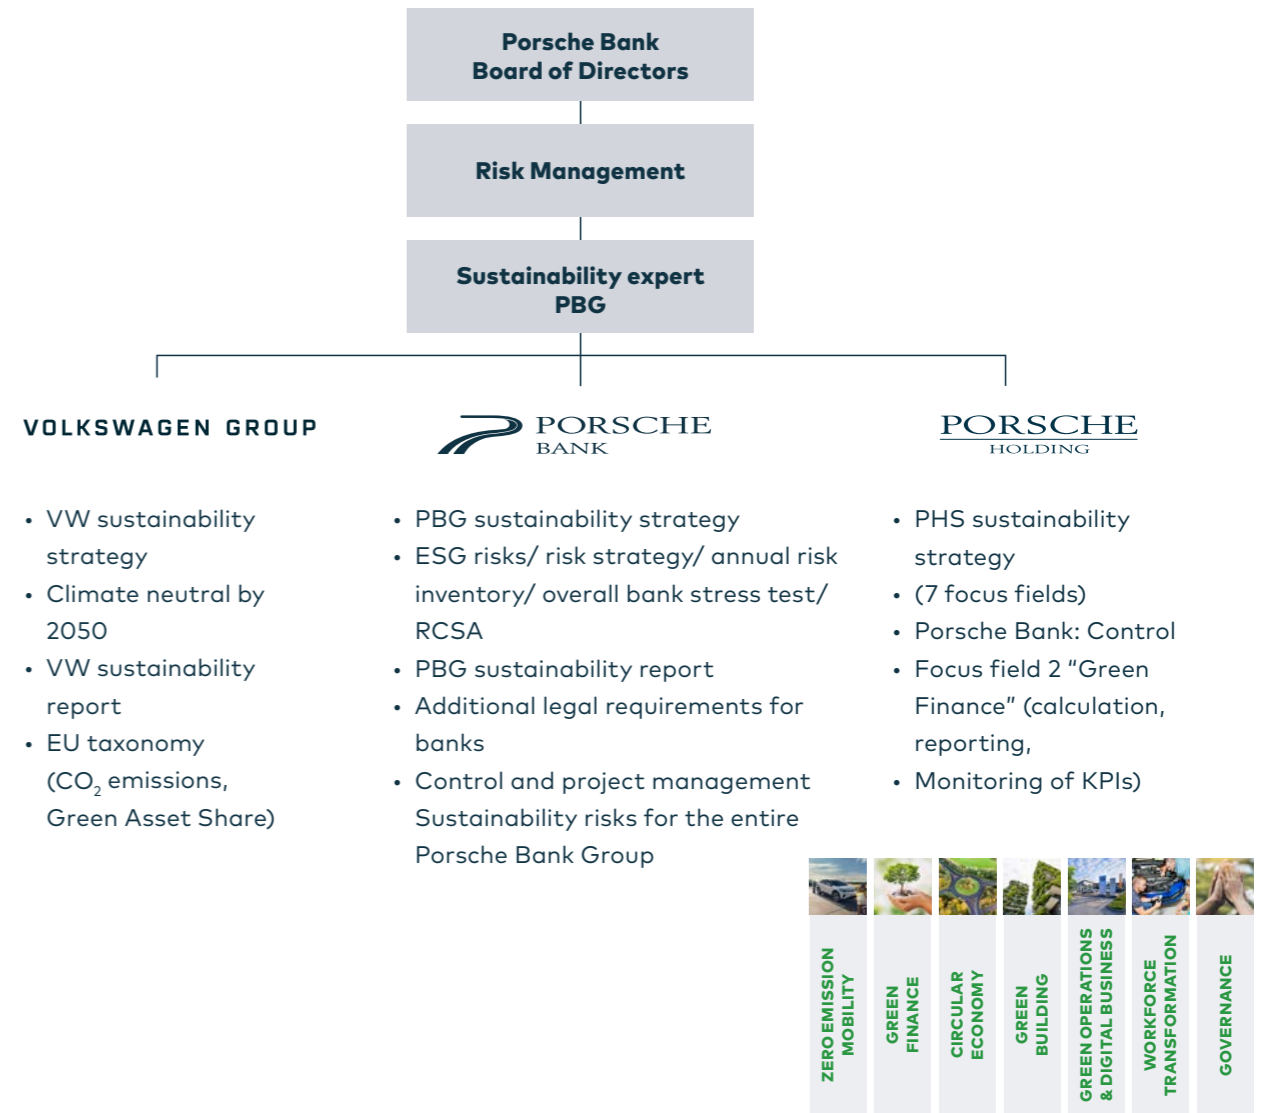 Porsche Bank
Board of Directors
Risk Management
Sustainability expert
PBG
VOLKSWAGEN GROUP
• VW sustainability
strategy
• Climate neutral by
2050
• VW sustainability
report
• EU taxonomy
(CO₂ emissions,
Green Asset Share)
PORSCHE
BANK
• PBG sustainability strategy
• ESG risks/ risk strategy/ annual risk
inventory/ overall bank stress test/
RCSA
• PBG sustainability report
• Additional legal requirements for
banks
• Control and project management
Sustainability risks for the entire
Porsche Bank Group
PORSCHE
HOLDING
• PHS sustainability
strategy
• (7 focus fields)
• Porsche Bank: Control
• Focus field 2 “Green
Finance” (calculation,
reporting,
• Monitoring of KPIs)
ZERO EMISSION
MOBILITY
GREEN
FINANCE
CIRCULAR
ECONOMY
GREEN
BUILDING
GREEN OPERATIONS
& DIGITAL BUSINESS
WORKFORCE
TRANSFORMATION
GOVERNANCE